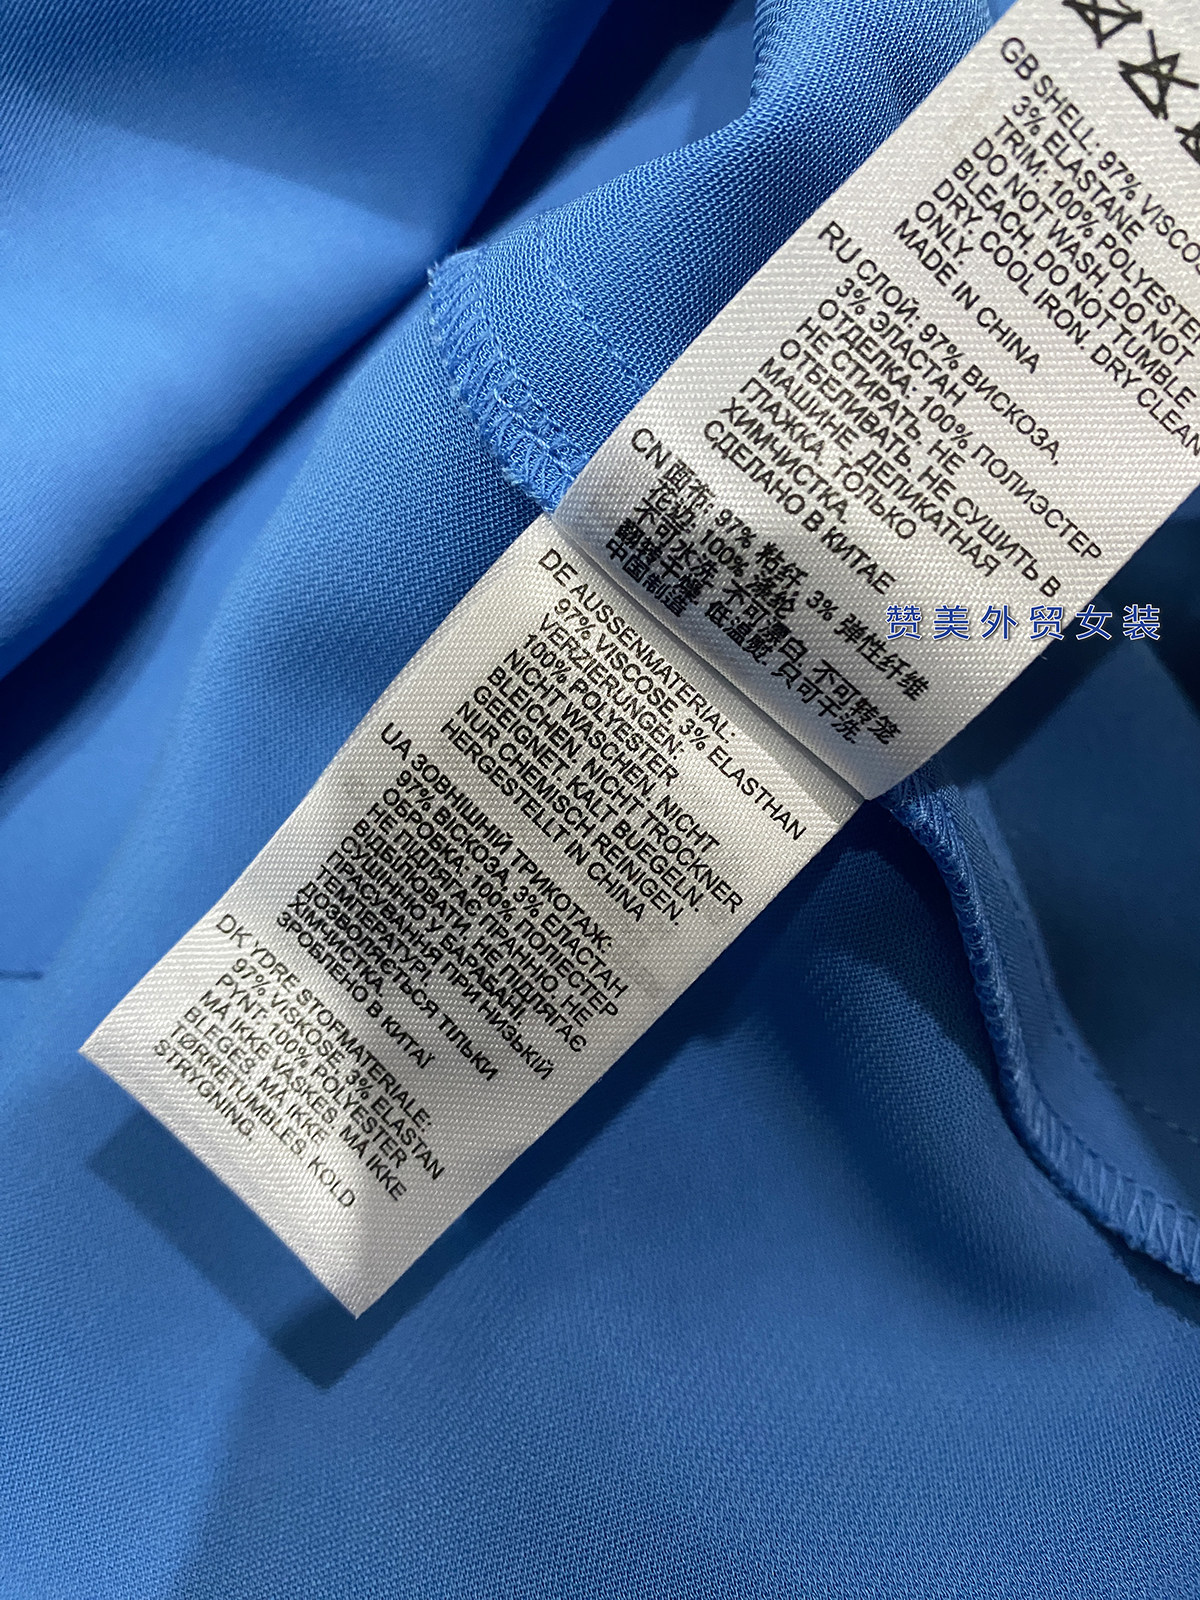 GB SHELL: 97% VISCO
3% ELASTANE
TRIM: 100% POLYESTER
DO NOT WASH. DO NOT
BLEACH. DO NOT TUMBLE
DRY. COOL IRON. DRY CLEAN
ONLY.
MADE IN CHINA
RU СЛОЙ: 97% ВИСКОЗА,
3% ЭЛАСТАН
ОТДЕЛКА: 100% ПОЛИЭСТЕР
НЕ СТИРАТЬ. НЕ
ОТБЕЛИВАТЬ. НЕ СУШИТЬ В
МАШИНЕ. ДЕЛИКАТНАЯ
ГЛАЖКА. ТОЛЬКО
ХИМЧИСТКА.
СДЕЛАНО В КИТАЕ
CN 面布: 97% 粘纤, 3% 弹性纤维
花边: 100% 涤纶
不可水洗. 不可漂白. 不可转笼
翻转干燥. 低温熨. 只可干洗.
中国制造
赞美外贸女装
DE AUSSENMATERIAL:
97% VISCOSE, 3% ELASTHAN
VERZIERUNGEN:
100% POLYESTER
NICHT WASCHEN. NICHT
BLEICHEN. NICHT TROCKNER
GEEIGNET. KALT BUEGELN.
NUR CHEMISCH REINIGEN.
HERGESTELLT IN CHINA
UA ЗОВНІШНІЙ ТРИКОТАЖ:
97% ВІСКОЗА, 3% ЕЛАСТАН
ОБРОБКА: 100% ПОЛІЕСТЕР
НЕ ПІДЛЯГАЄ ПРАННЮ. НЕ
ВІДБІЛЮВАТИ. НЕ ПІДЛЯГАЄ
СУШІННЮ У БАРАБАНІ.
ПРАСУВАННЯ ПРИ НИЗЬКІЙ
ТЕМПЕРАТУРІ.
ДОЗВОЛЯЄТЬСЯ ТІЛЬКИ
ХІМЧИСТКА.
ЗРОБЛЕНО В КИТАЇ
DK YDRE STOFMATERIALE:
97% VISKOSE, 3% ELASTAN
PYNT: 100% POLYESTER
MÅ IKKE VASKES. MÅ IKKE
BLEGES. MÅ IKKE
TØRRETUMBLES. KOLD
STRYGNING.